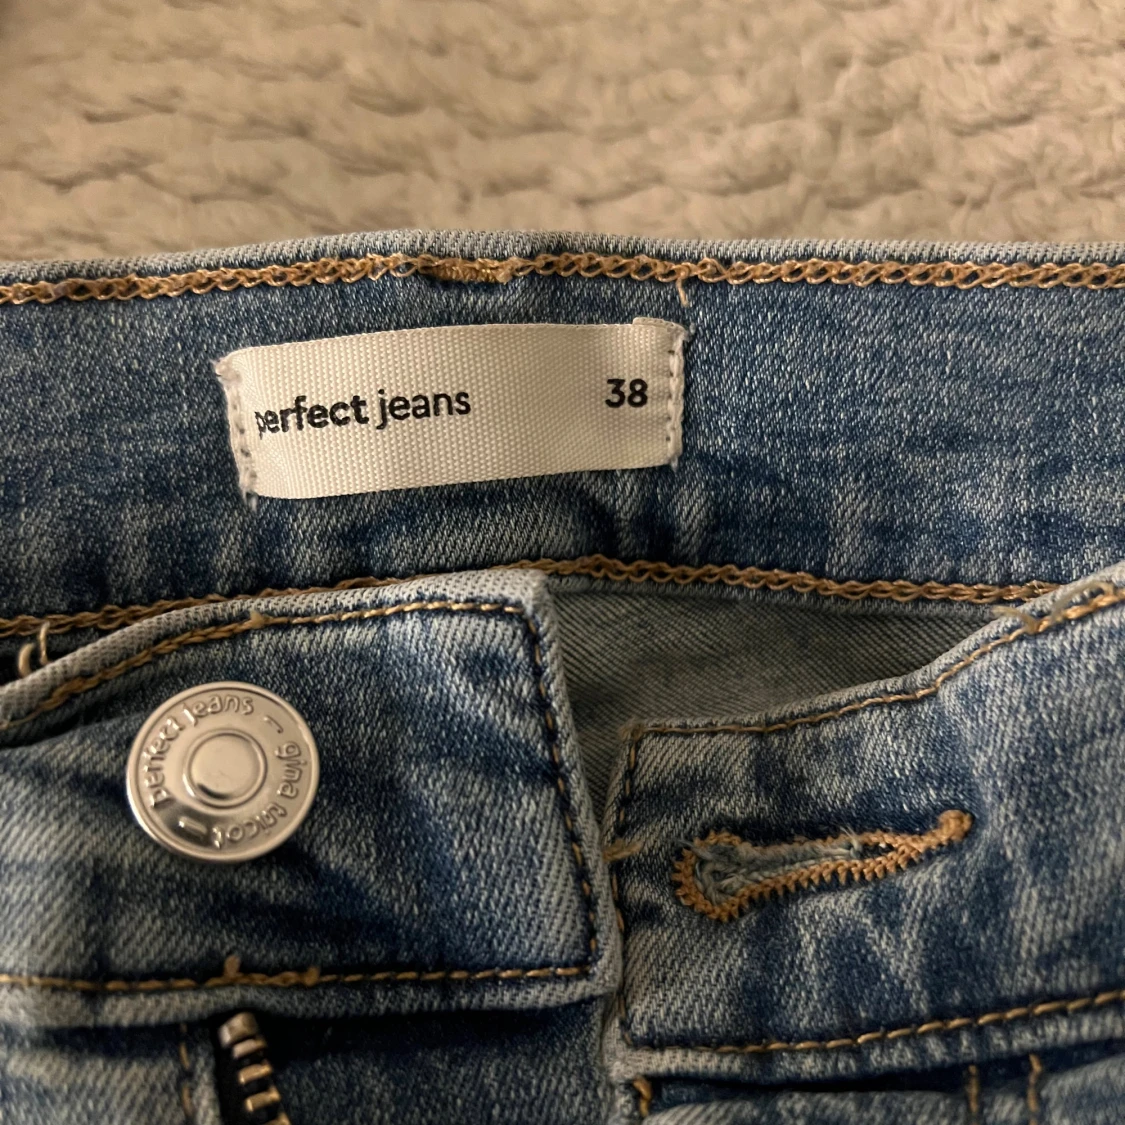 perfect jeans 38
perfect jeans – gina tricot –